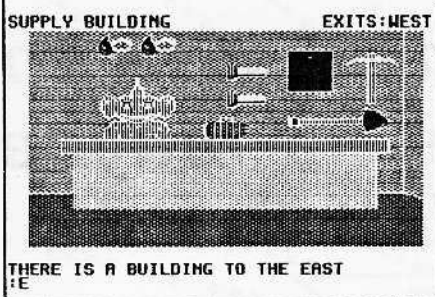 SUPPLY BUILDING EXITS:WEST
THERE IS A BUILDING TO THE EAST
:E